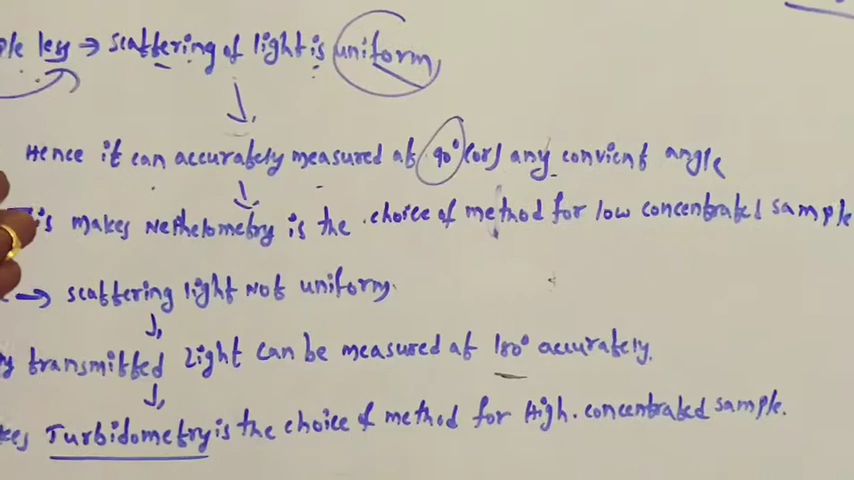 less → scattering of light is uniform
↓
Hence it can accurately measured at 90° (or) any convient angle
↓
makes Nethelometry is the choice of method for low concentrated sample
→ scattering light Not uniform.
↓
transmitted Light can be measured at 180° accurately.
↓
Turbidometry is the choice of method for High. concentrated sample.